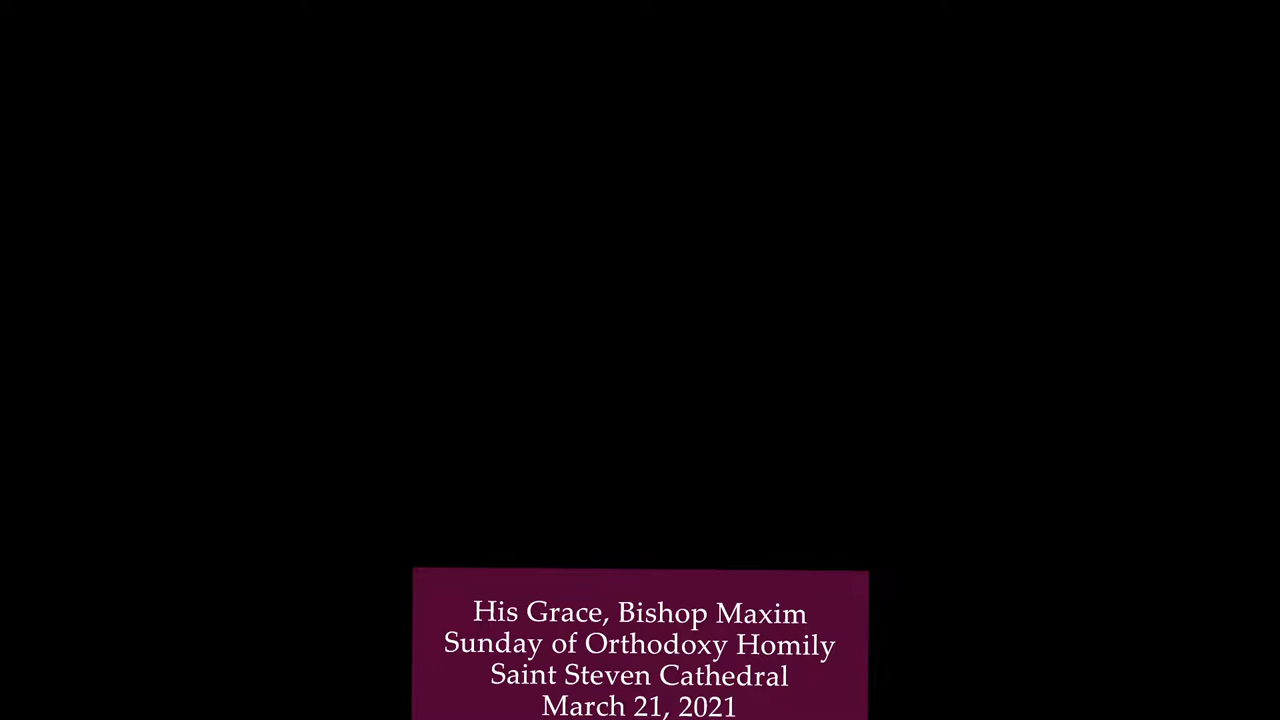 His Grace, Bishop Maxim
Sunday of Orthodoxy Homily
Saint Steven Cathedral
March 21, 2021